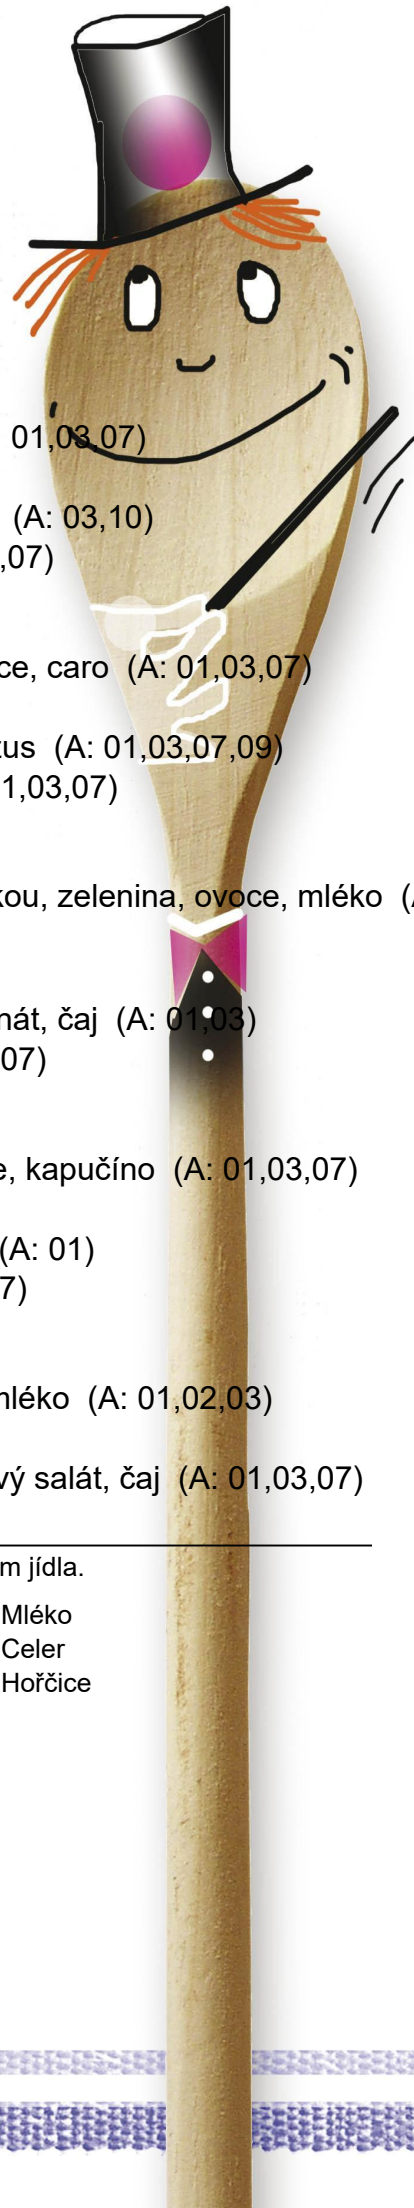 01,03,07)
(A: 03,10)
,07)
ce, caro (A: 01,03,07)
tus (A: 01,03,07,09)
1,03,07)
kou, zelenina, ovoce, mléko (
nát, čaj (A: 01,03)
07)
e, kapučíno (A: 01,03,07)
(A: 01)
7)
mléko (A: 01,02,03)
vý salát, čaj (A: 01,03,07)
m jídla.
Mléko
Celer
Hořčice